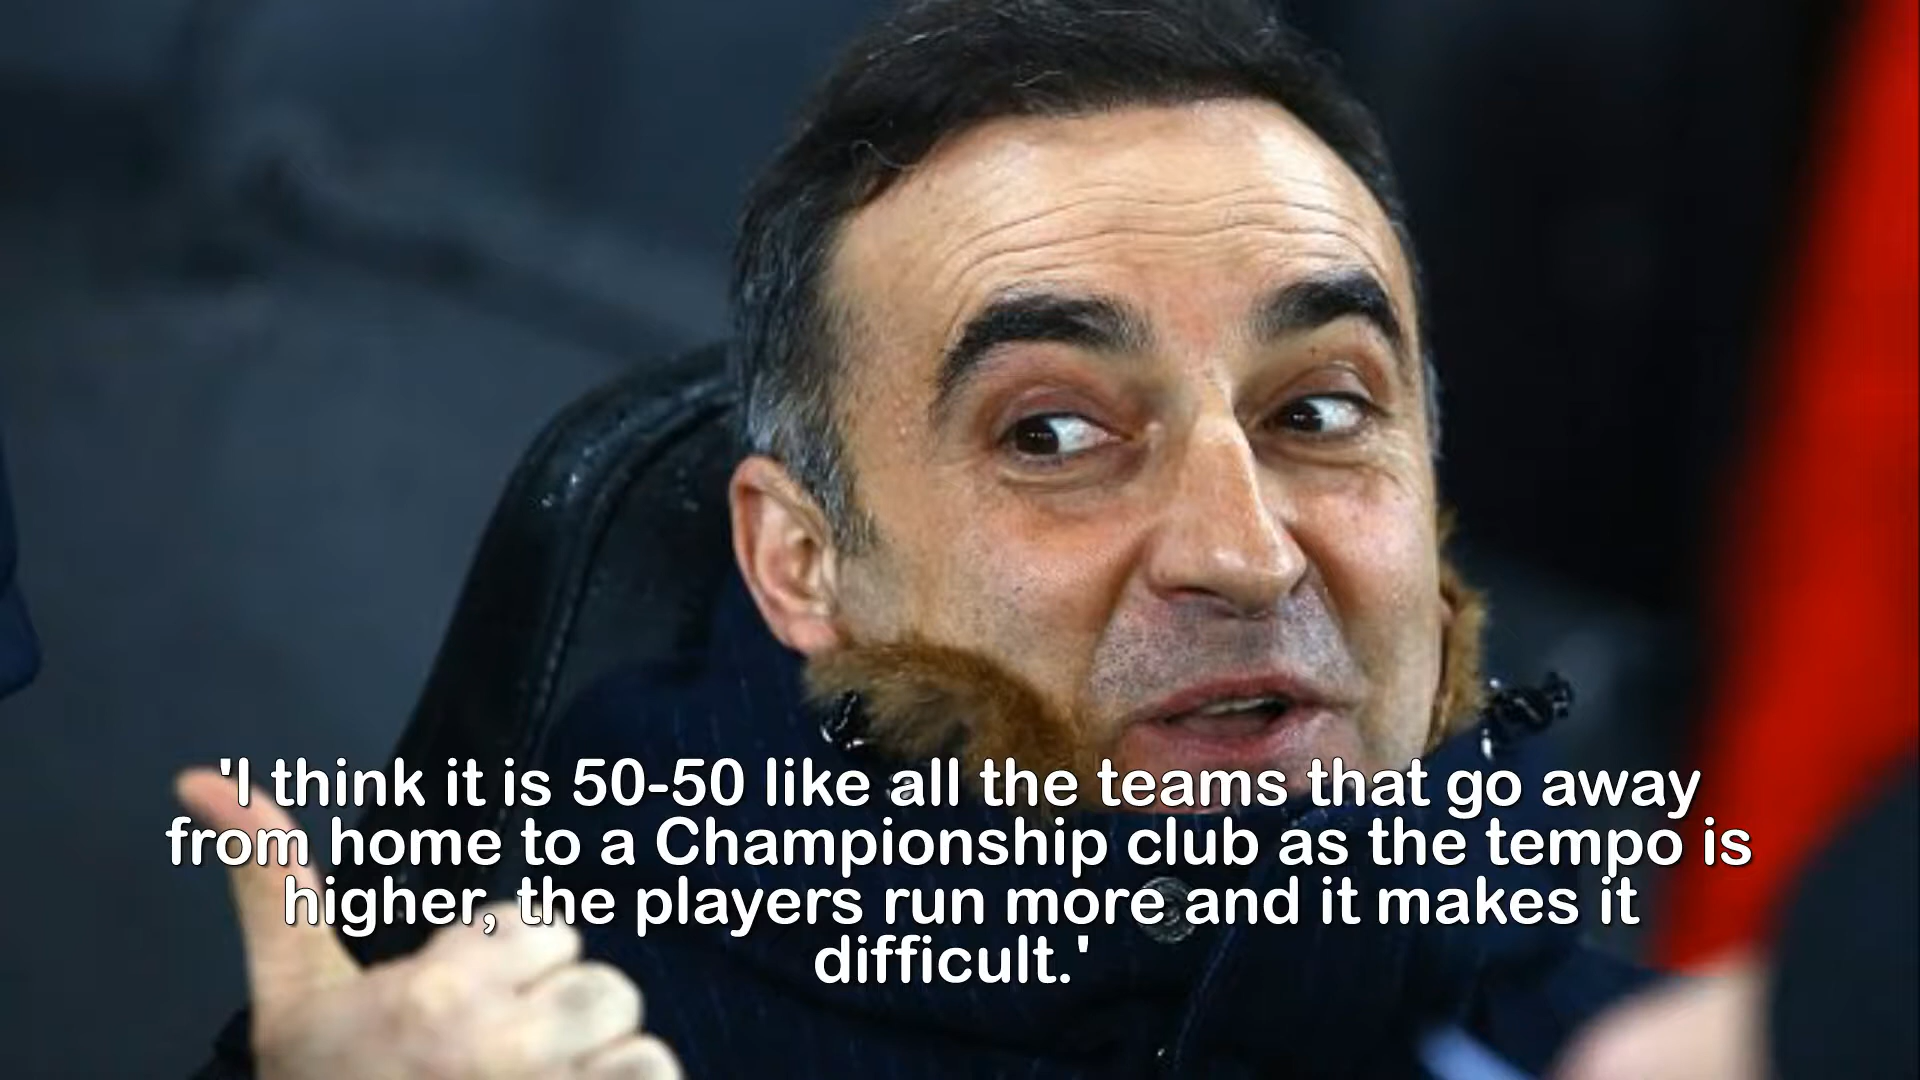 'I think it is 50-50 like all the teams that go away
from home to a Championship club as the tempo is
higher, the players run more and it makes it
difficult.'